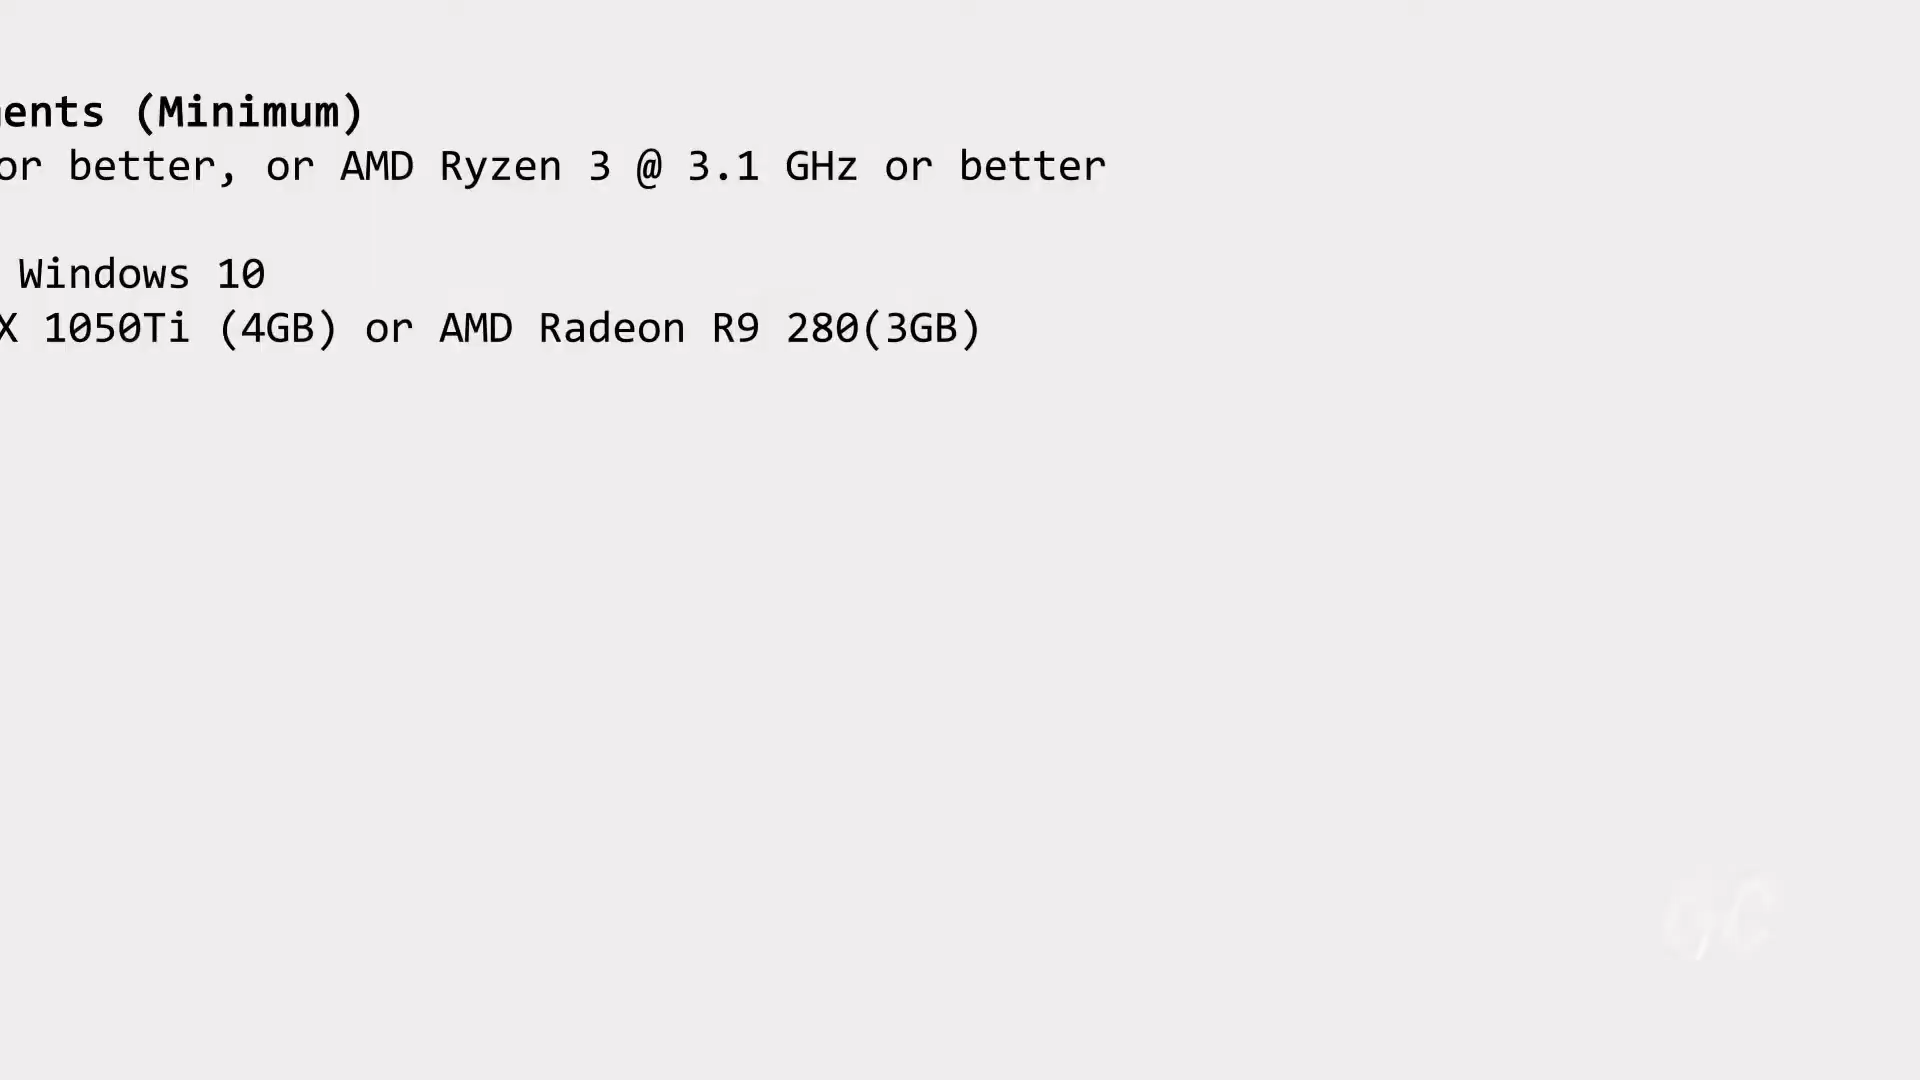 ents (Minimum)
or better, or AMD Ryzen 3 @ 3.1 GHz or better
Windows 10
X 1050Ti (4GB) or AMD Radeon R9 280(3GB)